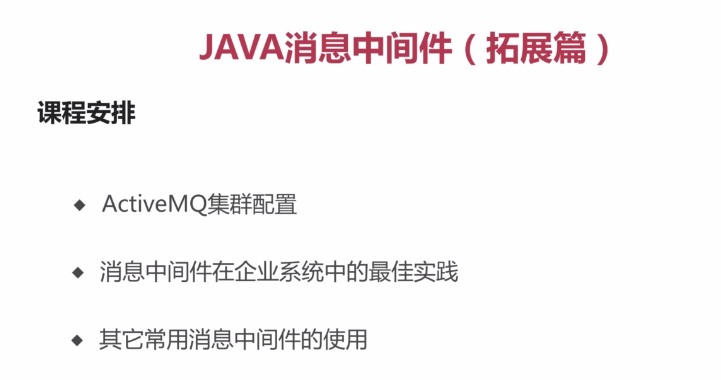 JAVA消息中间件（拓展篇）
课程安排
◆ ActiveMQ集群配置
◆ 消息中间件在企业系统中的最佳实践
◆ 其它常用消息中间件的使用